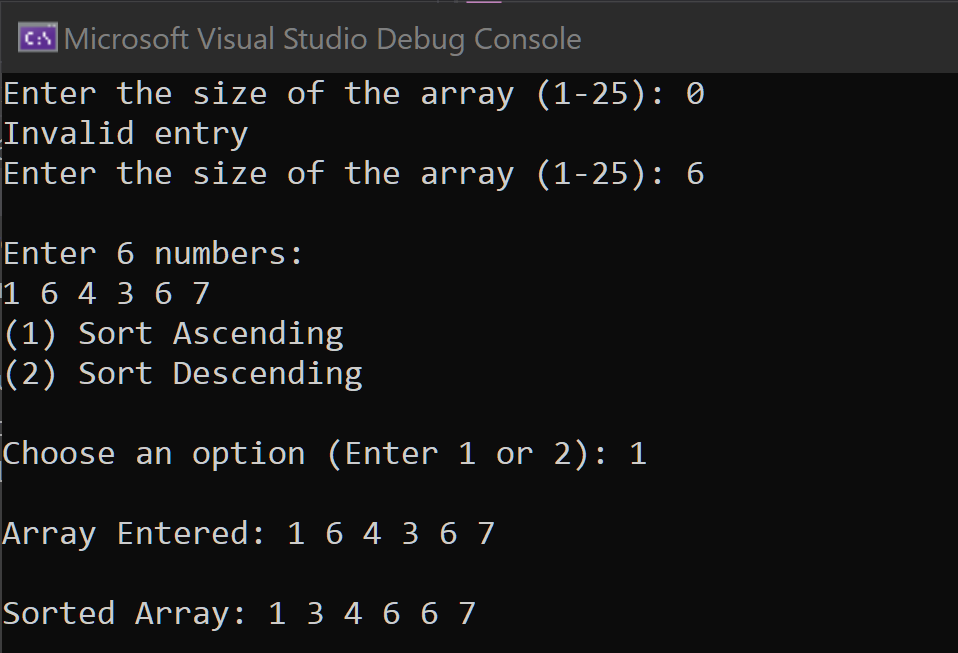 C:\
Microsoft Visual Studio Debug Console
Enter the size of the array (1-25): 0
Invalid entry
Enter the size of the array (1-25): 6
Enter 6 numbers:
1 6 4 3 6 7
(1) Sort Ascending
(2) Sort Descending
Choose an option (Enter 1 or 2): 1
Array Entered: 1 6 4 3 6 7
Sorted Array: 1 3 4 6 6 7